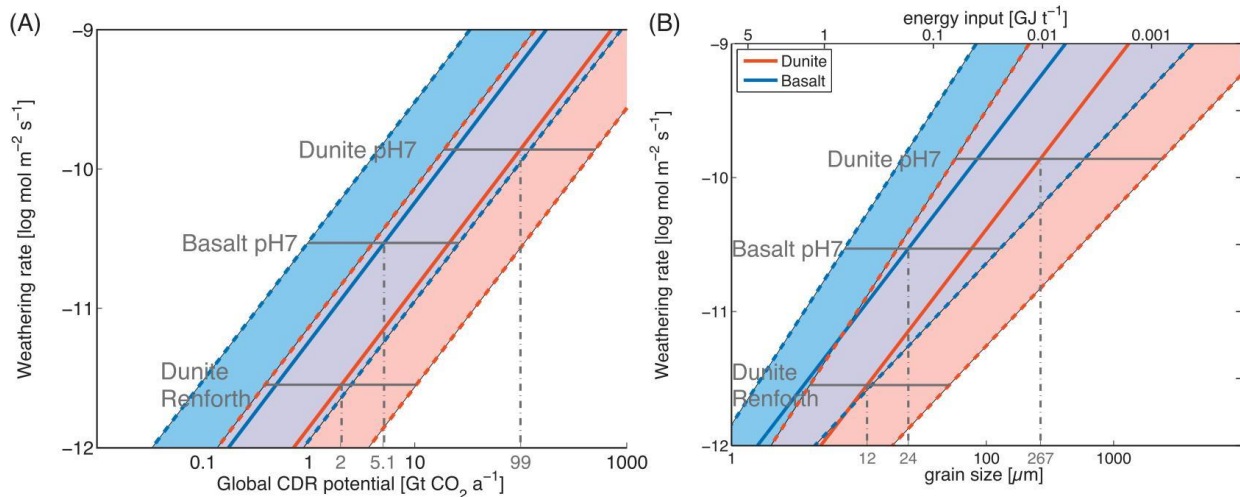 (A)
-9
-10
-11
-12
Weathering rate [log mol m⁻² s⁻¹]
Dunite pH7
Basalt pH7
Dunite
Renforth
0.1 1 2 5.1 10 99 1000
Global CDR potential [Gt CO₂ a⁻¹]
(B)
energy input [GJ t⁻¹]
5 1 0.1 0.01 0.001
Dunite
Basalt
-9
-10
-11
-12
Weathering rate [log mol m⁻² s⁻¹]
Dunite pH7
Basalt pH7
Dunite
Renforth
1 12 24 100 267 1000
grain size [µm]